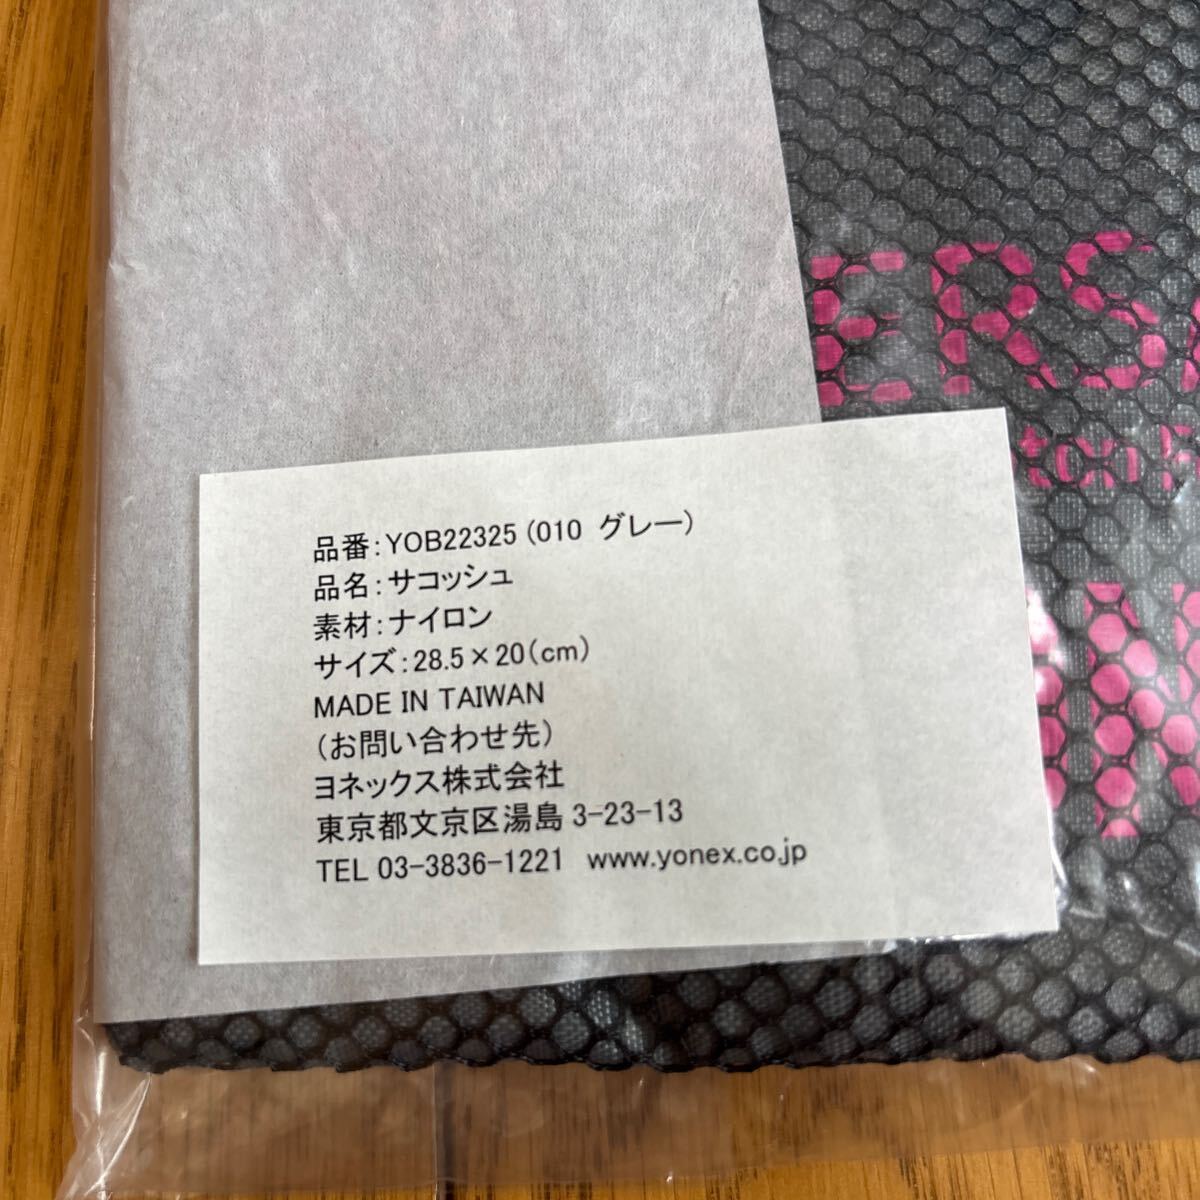 品番：YOB22325 (010 グレー)
品名：サコッシュ
素材：ナイロン
サイズ：28.5×20(cm)
MADE IN TAIWAN
(お問い合わせ先)
ヨネックス株式会社
東京都文京区湯島 3-23-13
TEL 03-3836-1221 www.yonex.co.jp
ERS